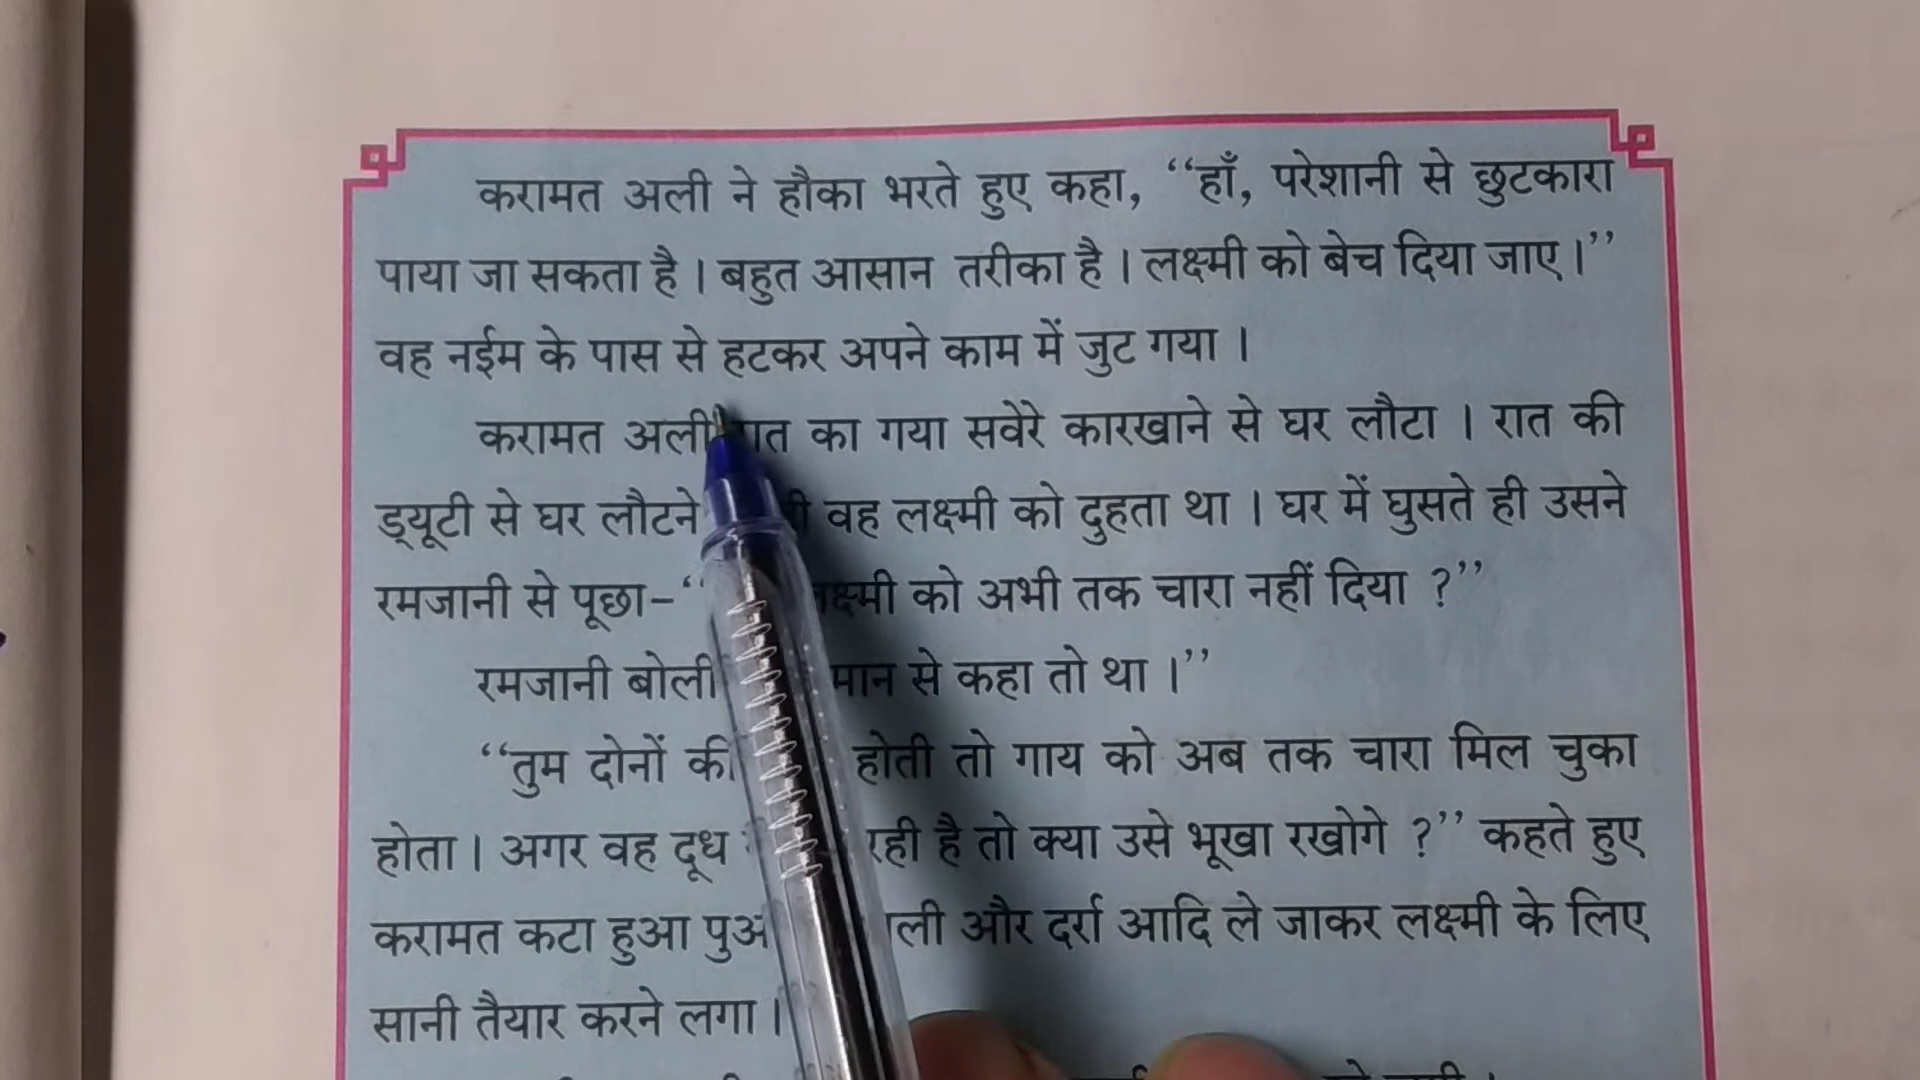 करामत अली ने हौका भरते हुए कहा, ‘‘हाँ, परेशानी से छुटकारा
पाया जा सकता है । बहुत आसान तरीका है । लक्ष्मी को बेच दिया जाए ।’’
वह नईम के पास से हटकर अपने काम में जुट गया ।
करामत अली रात का गया सवेरे कारखाने से घर लौटा । रात की
ड्यूटी से घर लौटने वह लक्ष्मी को दुहता था । घर में घुसते ही उसने
रमजानी से पूछा-‘‘ लक्ष्मी को अभी तक चारा नहीं दिया ?’’
रमजानी बोली से कहा तो था ।’’
‘‘तुम दोनों की होती तो गाय को अब तक चारा मिल चुका
होता । अगर वह दूध रही है तो क्या उसे भूखा रखोगे ?’’ कहते हुए
करामत कटा हुआ और दर्रा आदि ले जाकर लक्ष्मी के लिए
सानी तैयार करने लगा ।